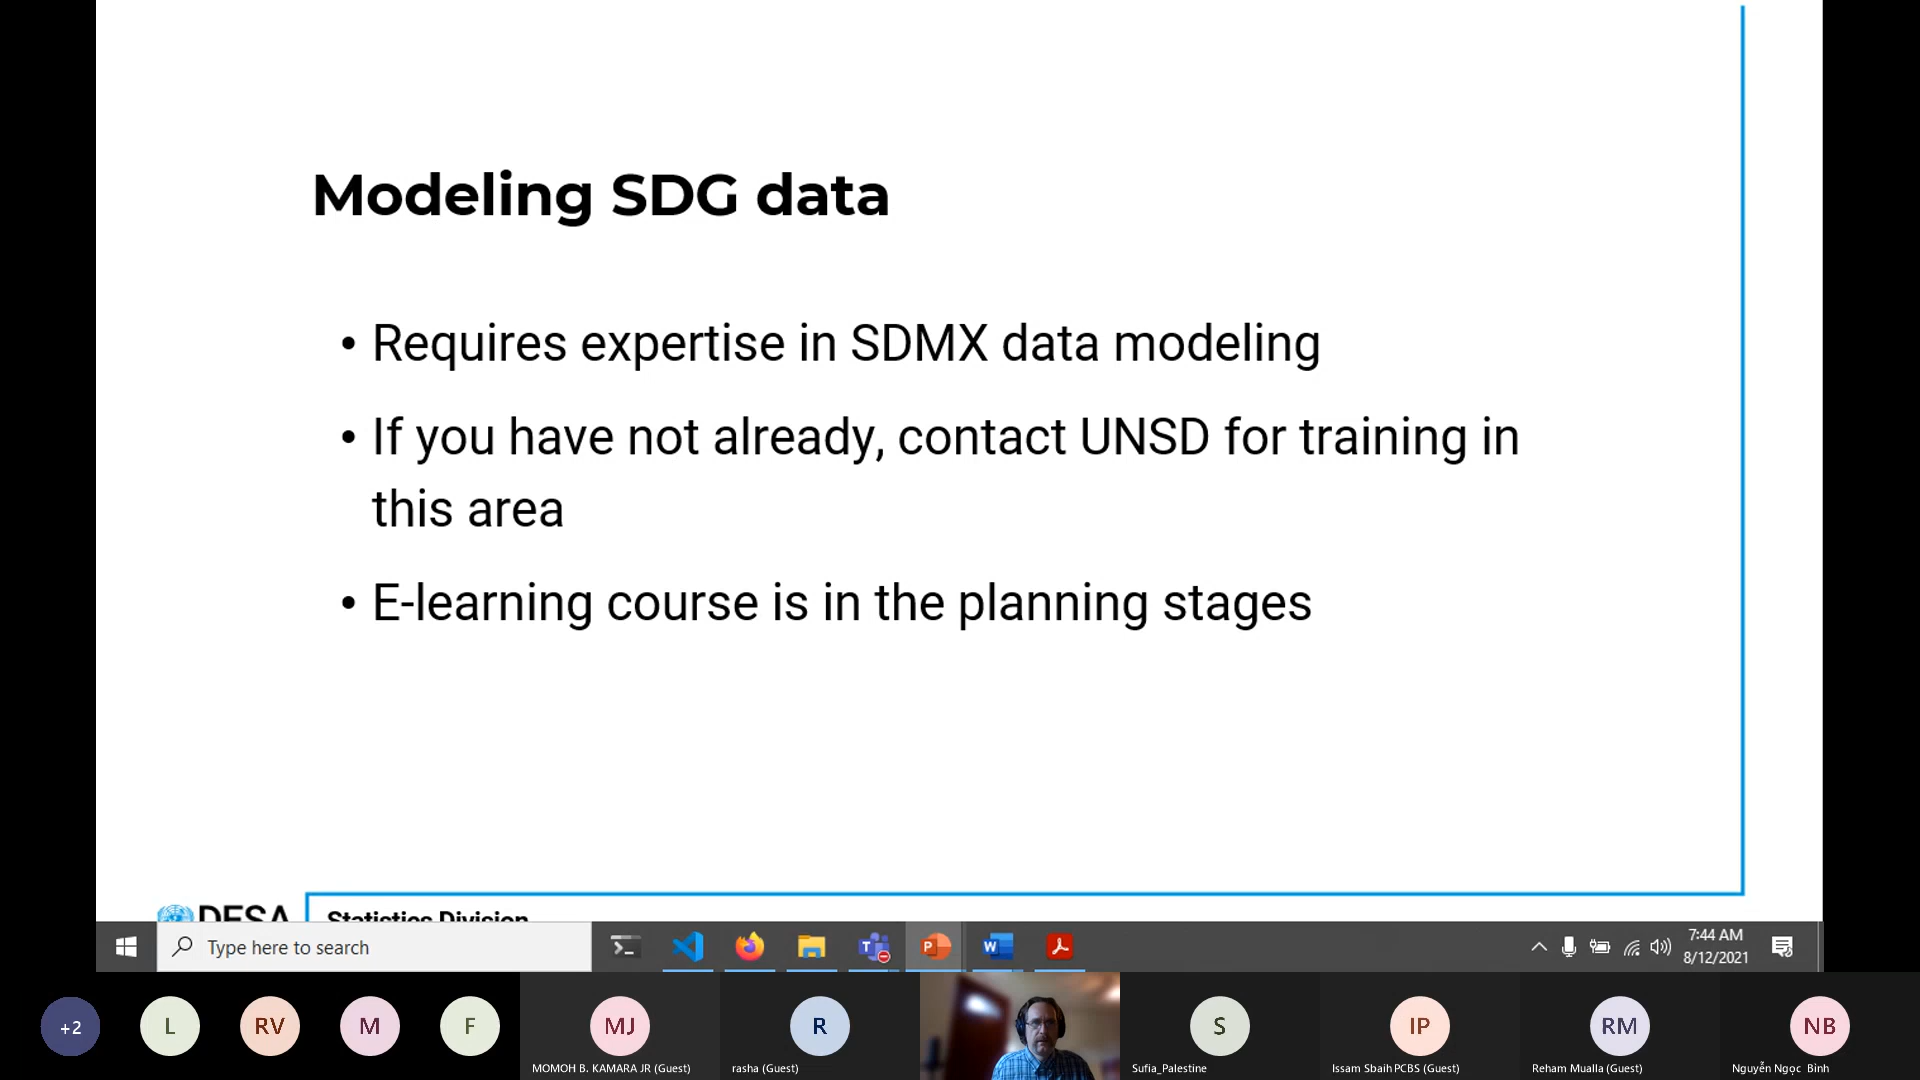 Modeling SDG data
• Requires expertise in SDMX data modeling
• If you have not already, contact UNSD for training in
this area
• E-learning course is in the planning stages
DESA
Statistics Division
Type here to search
7:44 AM
8/12/2021
+2
L
RV
M
F
MJ
MOMOH B. KAMARA JR (Guest)
R
rasha (Guest)
S
Sufia_Palestine
IP
Issam Sbaih PCBS (Guest)
RM
Reham Mualla (Guest)
NB
Nguyễn Ngọc Bình